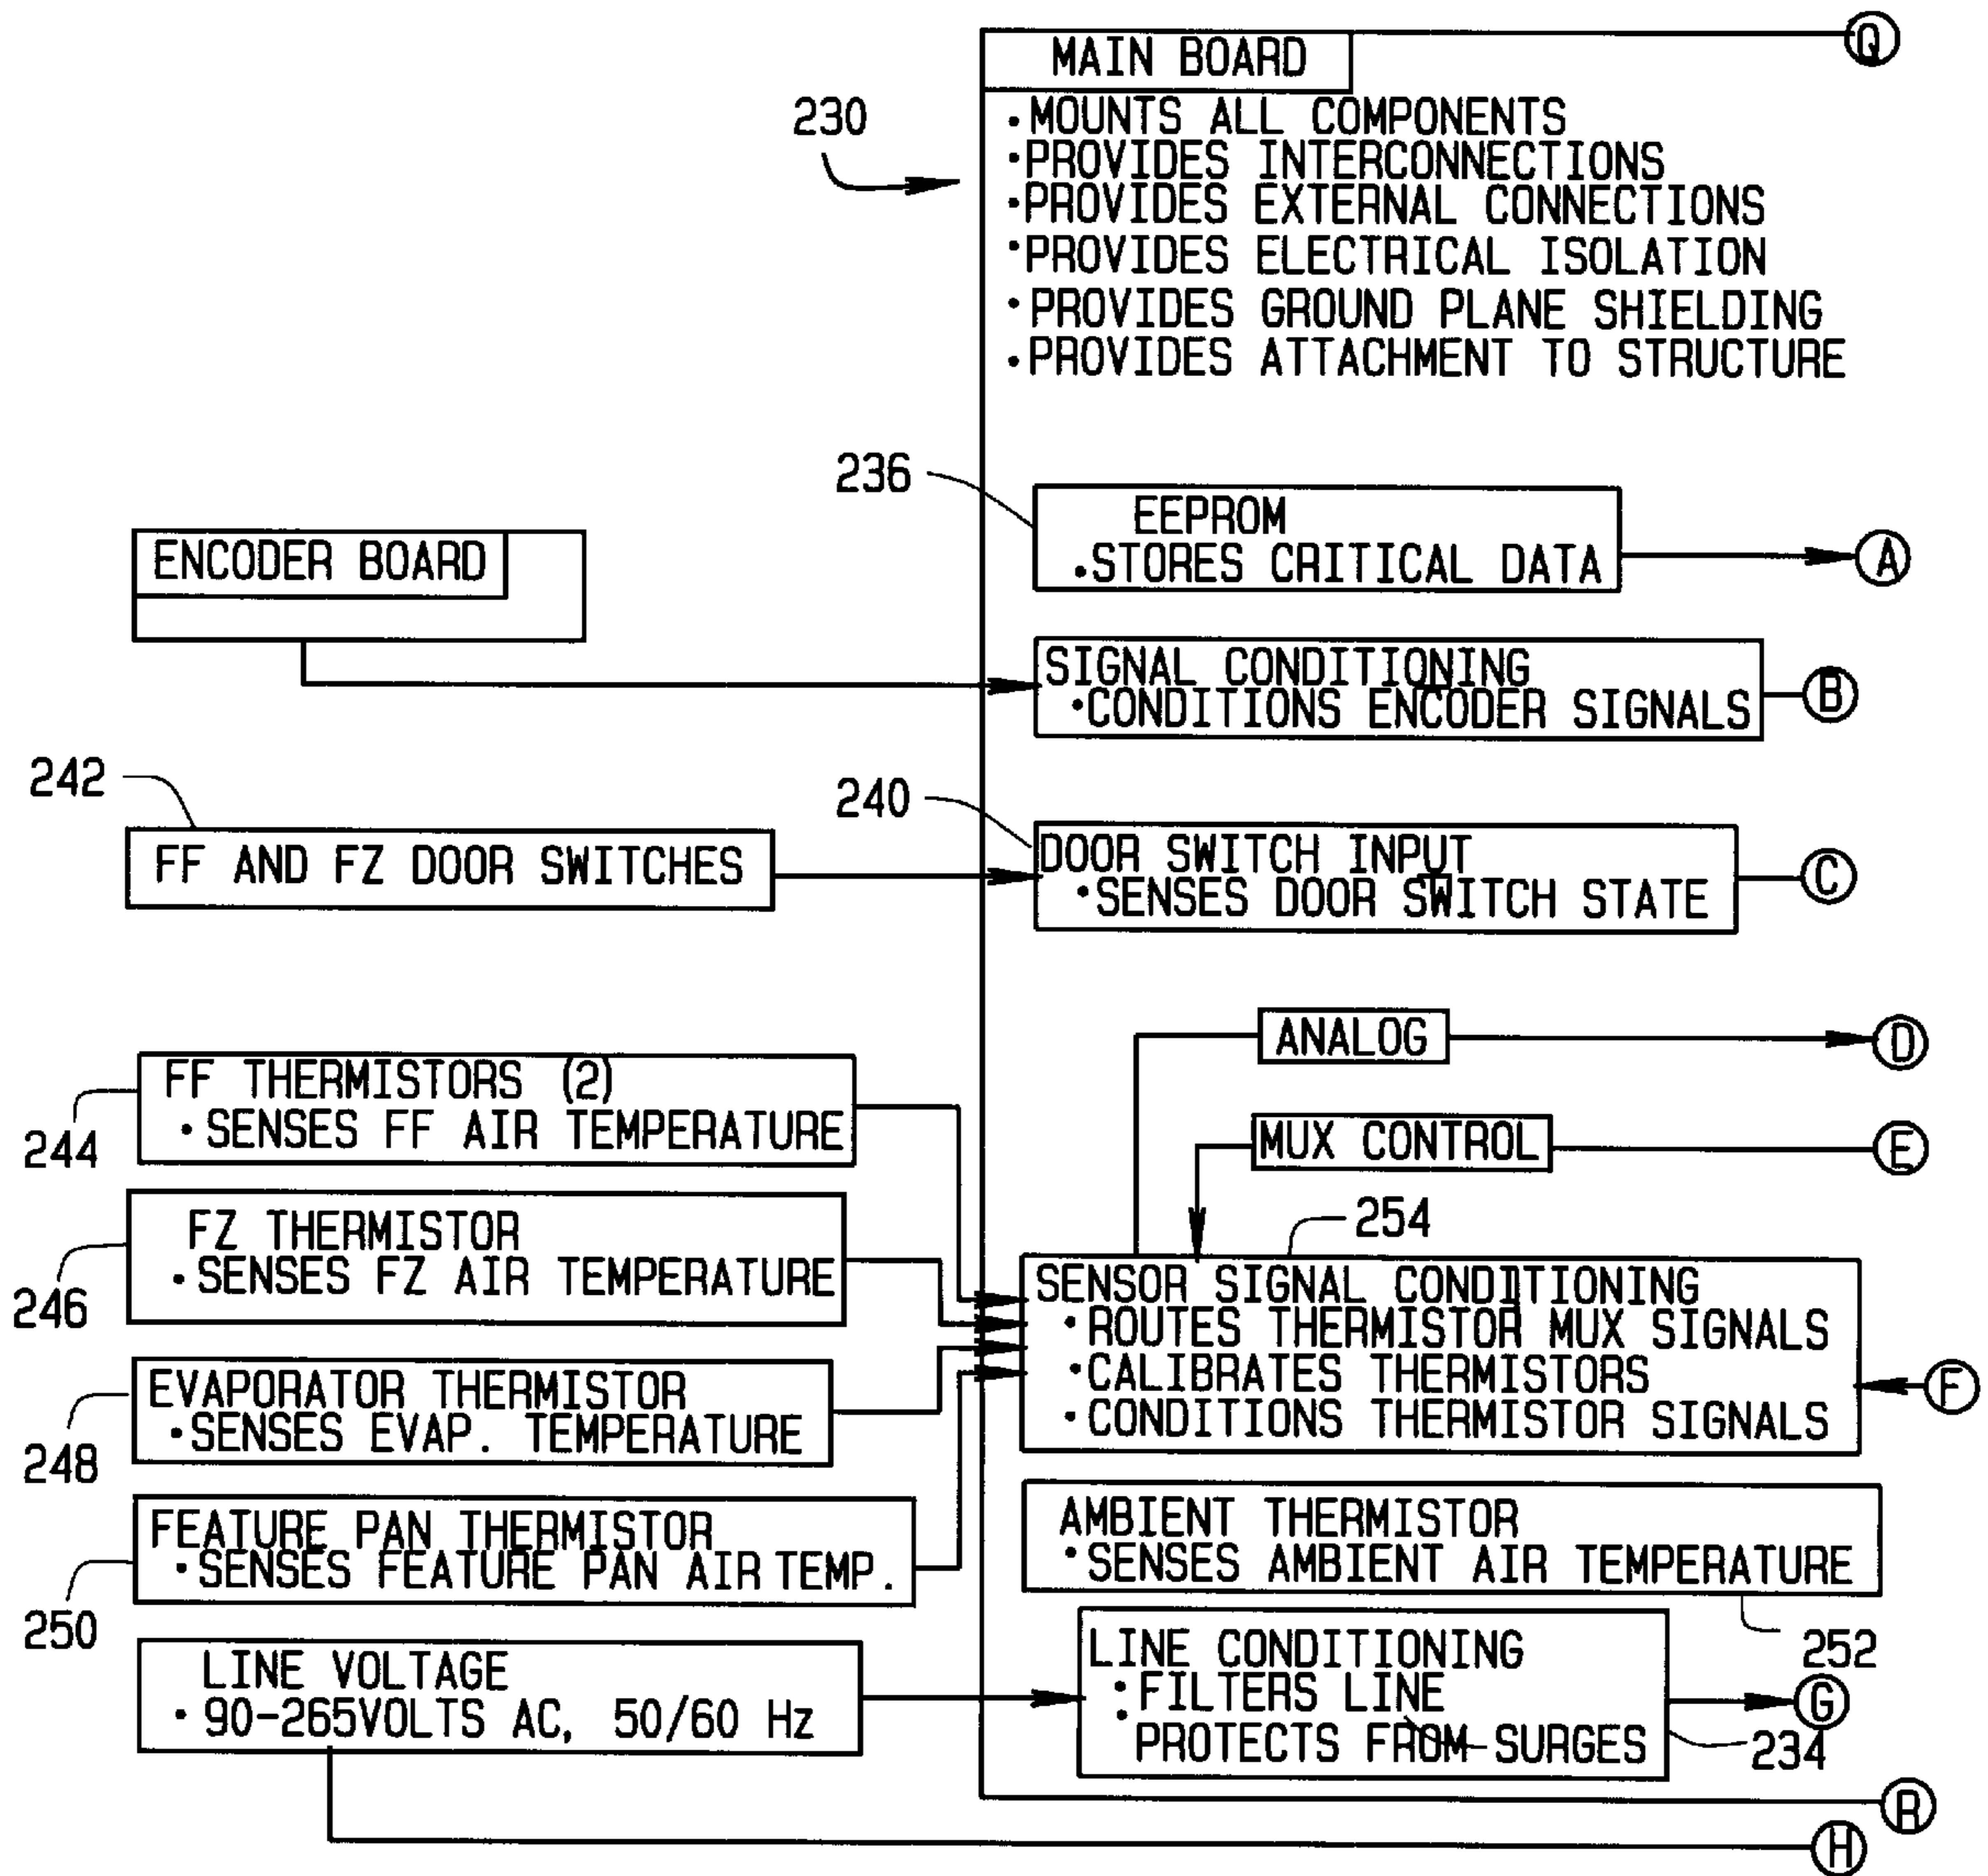 Q
MAIN BOARD
230
•MOUNTS ALL COMPONENTS
•PROVIDES INTERCONNECTIONS
•PROVIDES EXTERNAL CONNECTIONS
•PROVIDES ELECTRICAL ISOLATION
•PROVIDES GROUND PLANE SHIELDING
•PROVIDES ATTACHMENT TO STRUCTURE
236
EEPROM
•STORES CRITICAL DATA
A
ENCODER BOARD
SIGNAL CONDITIONING
•CONDITIONS ENCODER SIGNALS
B
242
FF AND FZ DOOR SWITCHES
240
DOOR SWITCH INPUT
•SENSES DOOR SWITCH STATE
C
ANALOG
D
FF THERMISTORS (2)
•SENSES FF AIR TEMPERATURE
244
MUX CONTROL
E
FZ THERMISTOR
•SENSES FZ AIR TEMPERATURE
246
254
SENSOR SIGNAL CONDITIONING
•ROUTES THERMISTOR MUX SIGNALS
•CALIBRATES THERMISTORS
•CONDITIONS THERMISTOR SIGNALS
F
EVAPORATOR THERMISTOR
•SENSES EVAP. TEMPERATURE
248
FEATURE PAN THERMISTOR
•SENSES FEATURE PAN AIR TEMP.
250
AMBIENT THERMISTOR
•SENSES AMBIENT AIR TEMPERATURE
252
LINE VOLTAGE
•90-265VOLTS AC, 50/60 Hz
LINE CONDITIONING
•FILTERS LINE
•PROTECTS FROM SURGES
G
234
R
H